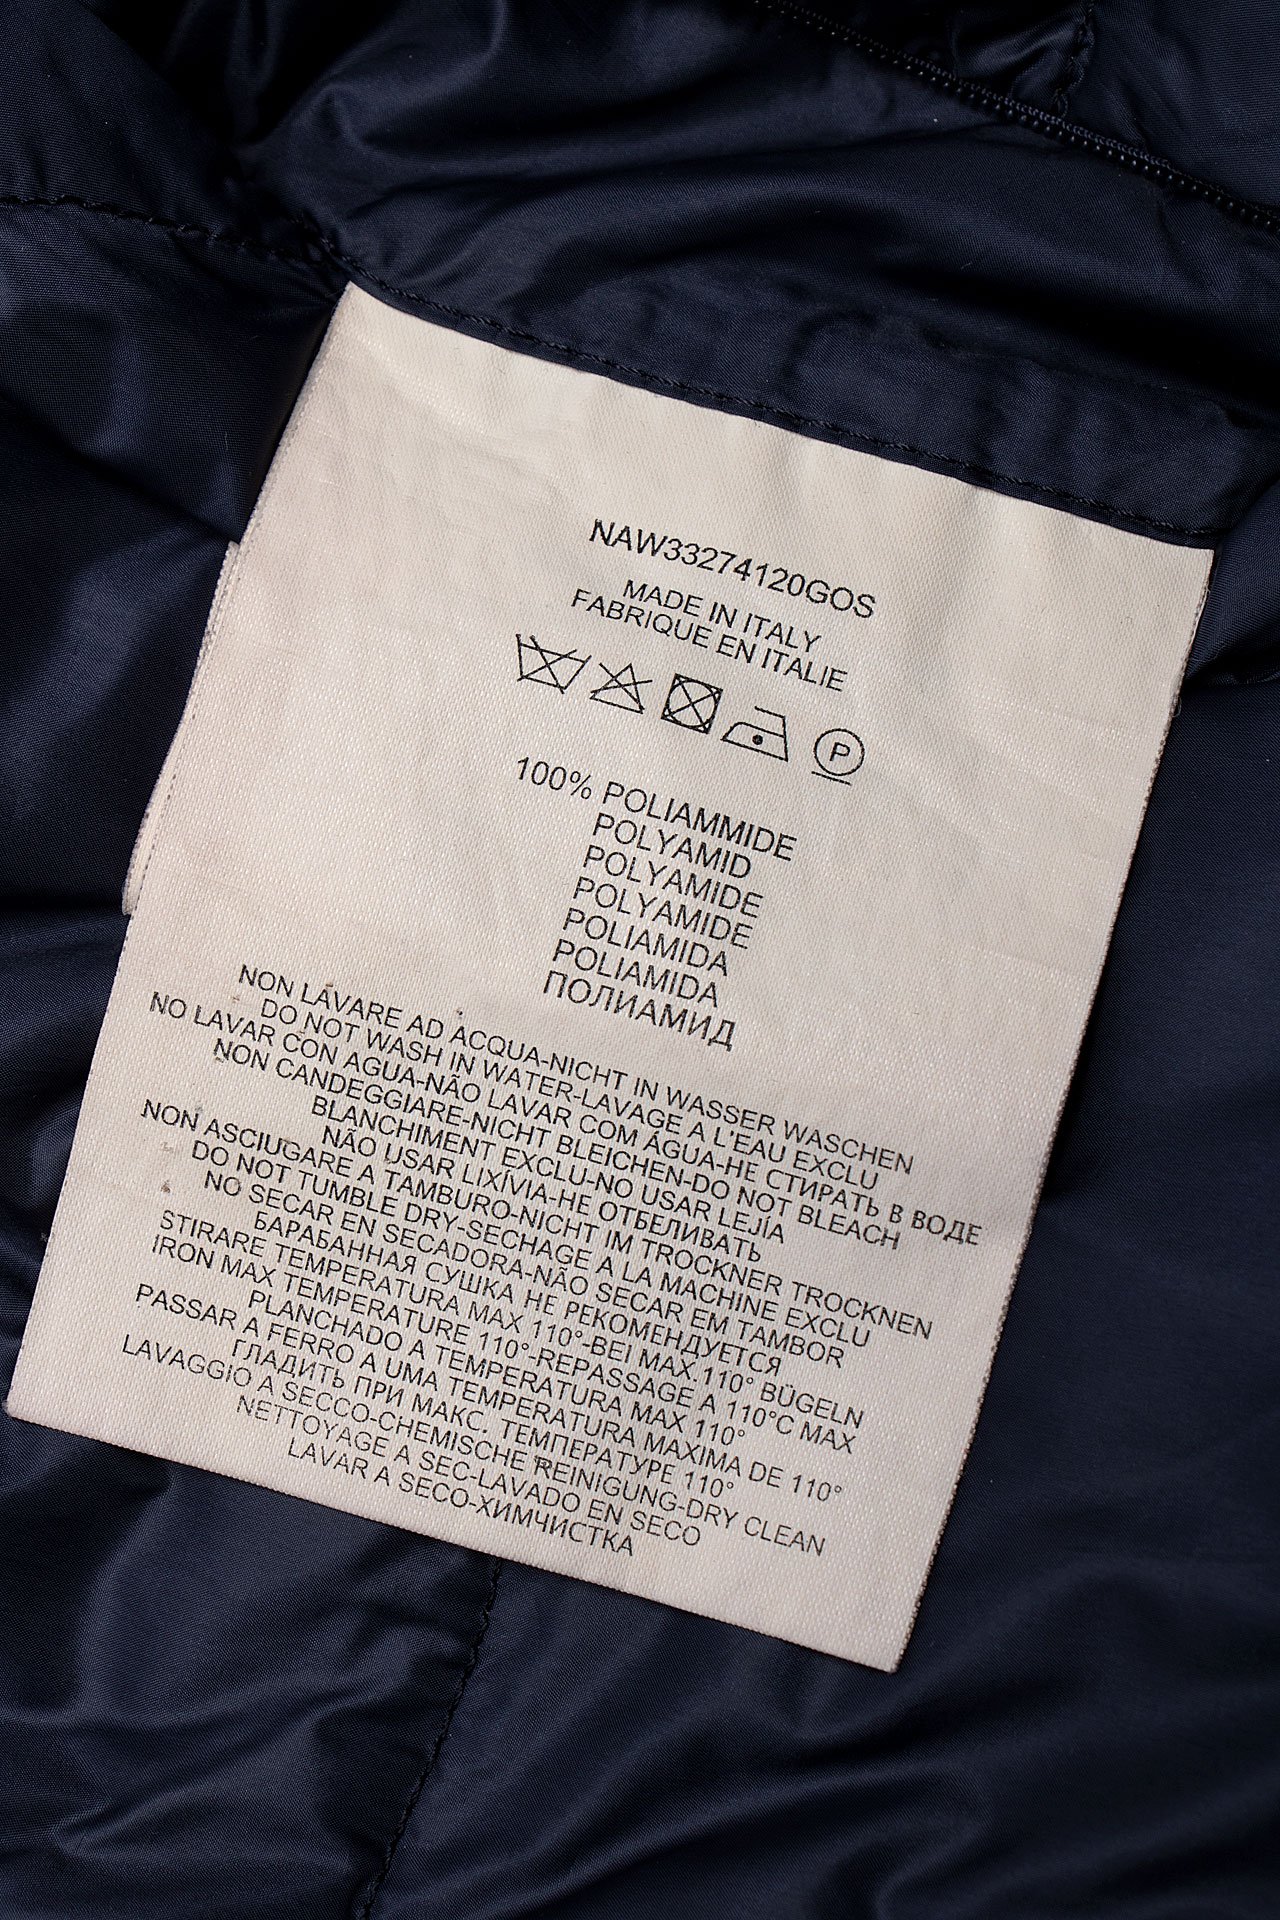 NAW33274120GOS
MADE IN ITALY
FABRIQUE EN ITALIE
P
100% POLIAMMIDE
POLYAMID
POLYAMIDE
POLYAMIDE
POLIAMIDA
POLIAMIDA
ПОЛИАМИД
NON LAVARE AD ACQUA-NICHT IN WASSER WASCHEN
DO NOT WASH IN WATER-LAVAGE A L'EAU EXCLU
NO LAVAR CON AGUA-NÃO LAVAR COM ÁGUA-НЕ СТИРАТЬ В ВОДЕ
NON CANDEGGIARE-NICHT BLEICHEN-DO NOT BLEACH
BLANCHIMENT EXCLU-NO USAR LEJÍA
NÃO USAR LIXÍVIA-НЕ ОТБЕЛИВАТЬ
NON ASCIUGARE A TAMBURO-NICHT IM TROCKNER TROCKNEN
DO NOT TUMBLE DRY-SECHAGE A LA MACHINE EXCLU
NO SECAR EN SECADORA-NÃO SECAR EM TAMBOR
БАРАБАННАЯ СУШКА НЕ РЕКОМЕНДУЕТСЯ
STIRARE TEMPERATURA MAX 110°-BEI MAX.110° BÜGELN
IRON MAX TEMPERATURE 110°-REPASSAGE A 110°C MAX
PLANCHADO A TEMPERATURA MAX 110°
PASSAR A FERRO A UMA TEMPERATURA MAXIMA DE 110°
ГЛАДИТЬ ПРИ МАКС. ТЕМПЕРАТУРЕ 110°
LAVAGGIO A SECCO-CHEMISCHE REINIGUNG-DRY CLEAN
NETTOYAGE A SEC-LAVADO EN SECO
LAVAR A SECO-ХИМЧИСТКА